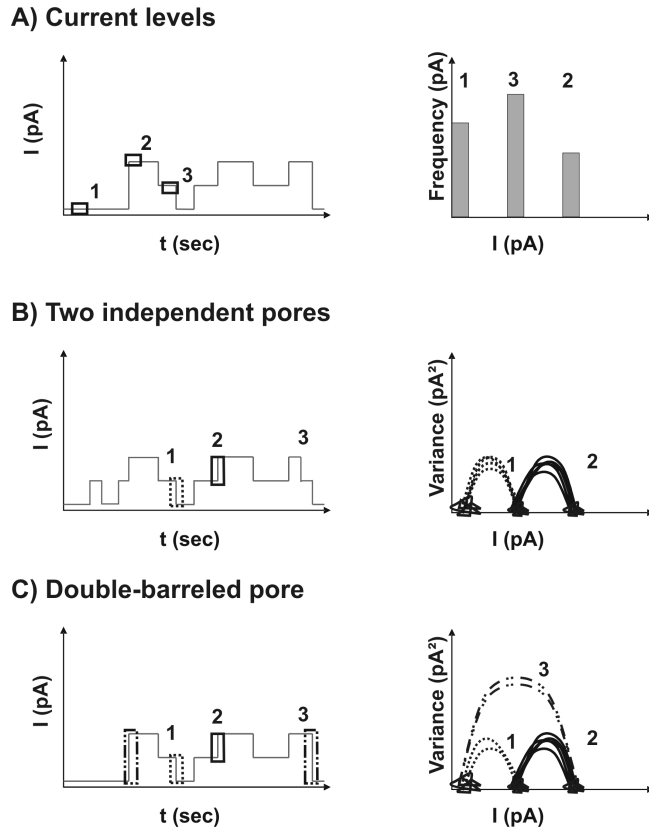 A) Current levels
I (pA)
1
2
3
t (sec)
Frequency (pA)
1
3
2
I (pA)
B) Two independent pores
I (pA)
1
2
3
t (sec)
Variance (pA²)
1
2
I (pA)
C) Double-barreled pore
I (pA)
1
2
3
t (sec)
Variance (pA²)
3
1
2
I (pA)